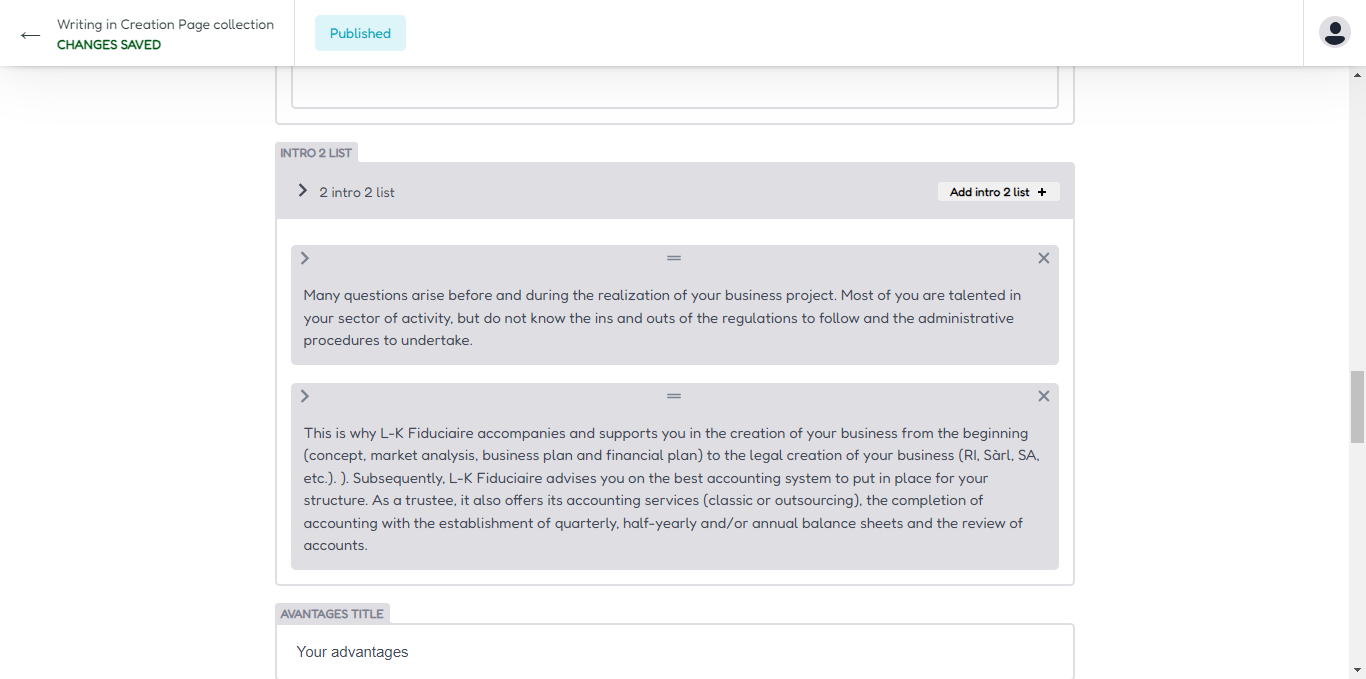 Writing in Creation Page collection
CHANGES SAVED
Published
INTRO 2 LIST
2 intro 2 list
Add intro 2 list +
Many questions arise before and during the realization of your business project. Most of you are talented in
your sector of activity, but do not know the ins and outs of the regulations to follow and the administrative
procedures to undertake.
This is why L-K Fiduciaire accompanies and supports you in the creation of your business from the beginning
(concept, market analysis, business plan and financial plan) to the legal creation of your business (RI, Sàrl, SA,
etc.). ). Subsequently, L-K Fiduciaire advises you on the best accounting system to put in place for your
structure. As a trustee, it also offers its accounting services (classic or outsourcing), the completion of
accounting with the establishment of quarterly, half-yearly and/or annual balance sheets and the review of
accounts.
AVANTAGES TITLE
Your advantages